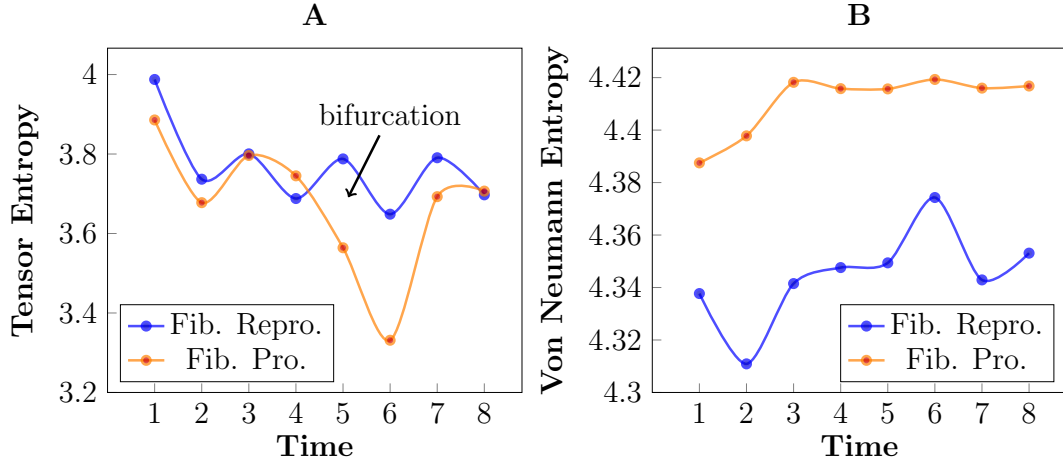 A
Tensor Entropy
4
3.8
3.6
3.4
3.2
bifurcation
Fib. Repro.
Fib. Pro.
1 2 3 4 5 6 7 8
Time
B
Von Neumann Entropy
4.42
4.4
4.38
4.36
4.34
4.32
4.3
Fib. Repro.
Fib. Pro.
1 2 3 4 5 6 7 8
Time